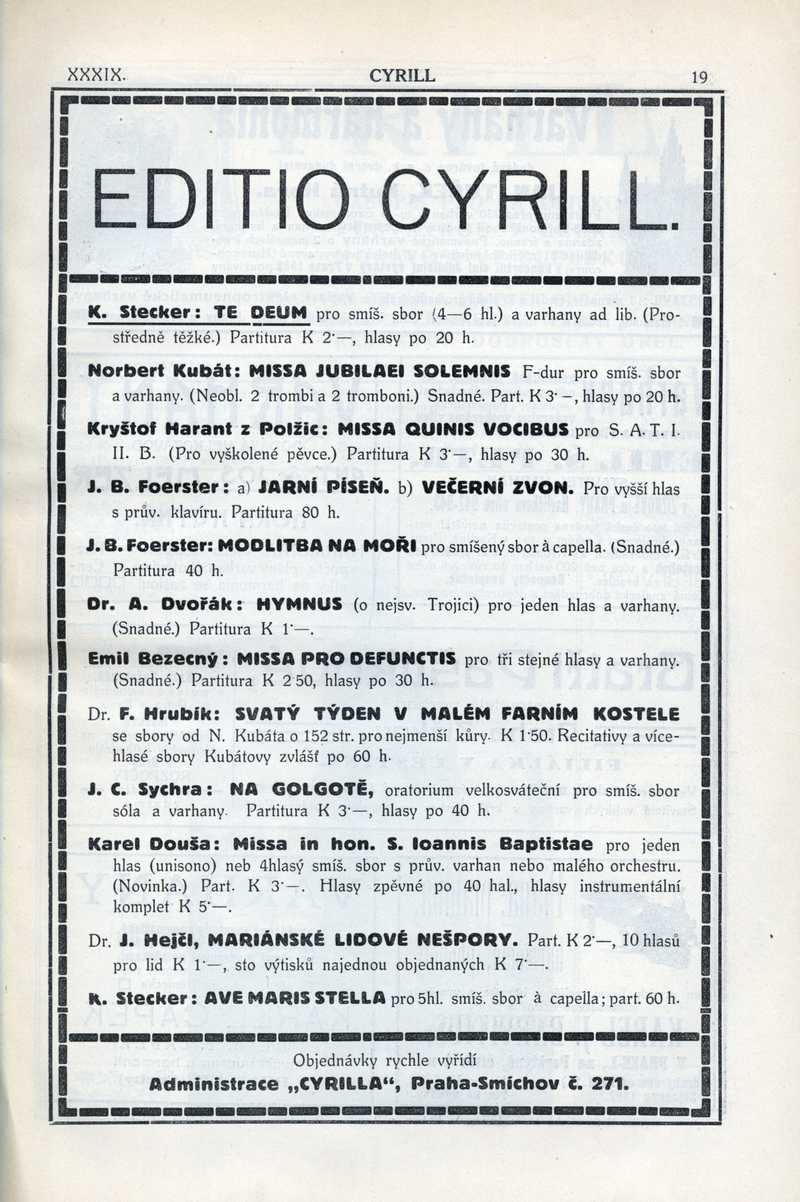 XXXIX. CYRILL 19
EDITIO CYRILL.
K. Stecker: TE DEUM pro smíš. sbor (4—6 hl.) a varhany ad lib. (Pro-
středně těžké.) Partitura K 2·—, hlasy po 20 h.
Norbert Kubát: MISSA JUBILAEI SOLEMNIS F-dur pro smíš. sbor
a varhany. (Neobl. 2 trombi a 2 tromboni.) Snadné. Part. K 3·—, hlasy po 20 h.
Kryštof Harant z Polžic: MISSA QUINIS VOCIBUS pro S. A. T. I.
II. B. (Pro vyškolené pěvce.) Partitura K 3·—, hlasy po 30 h.
J. B. Foerster: a) JARNÍ PÍSEŇ. b) VEČERNÍ ZVON. Pro vyšší hlas
s prův. klavíru. Partitura 80 h.
J. B. Foerster: MODLITBA NA MOŘI pro smíšený sbor à capella. (Snadné.)
Partitura 40 h.
Dr. A. Dvořák: HYMNUS (o nejsv. Trojici) pro jeden hlas a varhany.
(Snadné.) Partitura K 1·—.
Emil Bezecný: MISSA PRO DEFUNCTIS pro tři stejné hlasy a varhany.
(Snadné.) Partitura K 2 50, hlasy po 30 h.
Dr. F. Hrubík: SVATÝ TÝDEN V MALÉM FARNÍM KOSTELE
se sbory od N. Kubáta o 152 str. pro nejmenší kůry. K 1·50. Recitativy a více-
hlasé sbory Kubátovy zvlášť po 60 h.
J. C. Sychra: NA GOLGOTĚ, oratorium velkosváteční pro smíš. sbor
sóla a varhany. Partitura K 3·—, hlasy po 40 h.
Karel Douša: Missa in hon. S. Ioannis Baptistae pro jeden
hlas (unisono) neb 4hlasý smíš. sbor s prův. varhan nebo malého orchestru.
(Novinka.) Part. K 3·—. Hlasy zpěvné po 40 hal., hlasy instrumentální
komplet K 5·—.
Dr. J. Hejčl, MARIÁNSKÉ LIDOVÉ NEŠPORY. Part. K 2·—, 10 hlasů
pro lid K 1·—, sto výtisků najednou objednaných K 7·—.
K. Stecker: AVE MARIS STELLA pro 5hl. smíš. sbor à capella; part. 60 h.
Objednávky rychle vyřídí
Administrace „CYRILLA“, Praha-Smíchov č. 271.